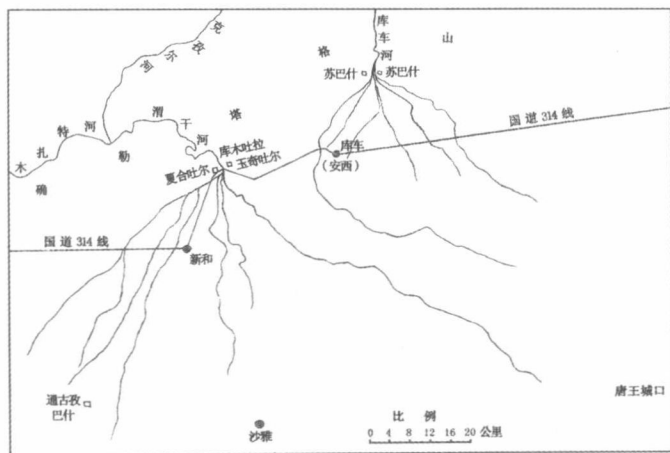 克孜尔河
库车河
确勒塔格山
苏巴什
苏巴什
木扎特河
渭干河
国道 314 线
库车
(安西)
库木吐拉
玉奇吐尔
夏合吐尔
国道 314 线
新和
通古孜
巴什
沙雅
唐王城
比 例
0 4 8 12 16 20 公里